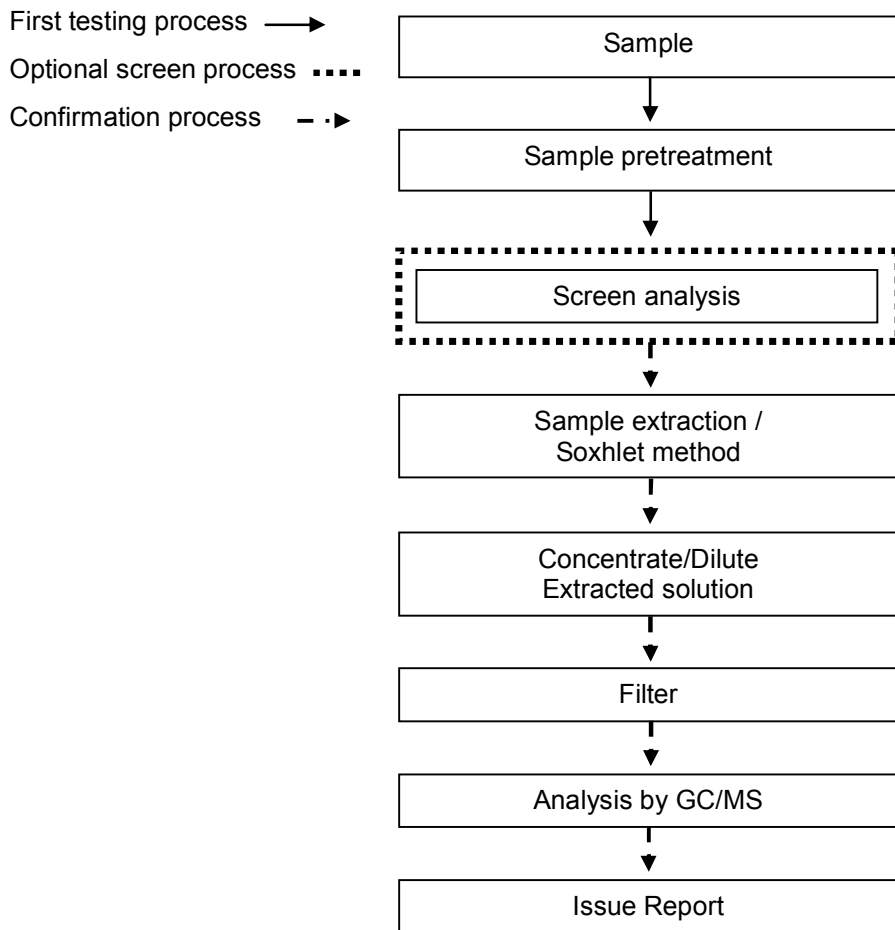 First testing process
Optional screen process
Confirmation process
Sample
Sample pretreatment
Screen analysis
Sample extraction /
Soxhlet method
Concentrate/Dilute
Extracted solution
Filter
Analysis by GC/MS
Issue Report